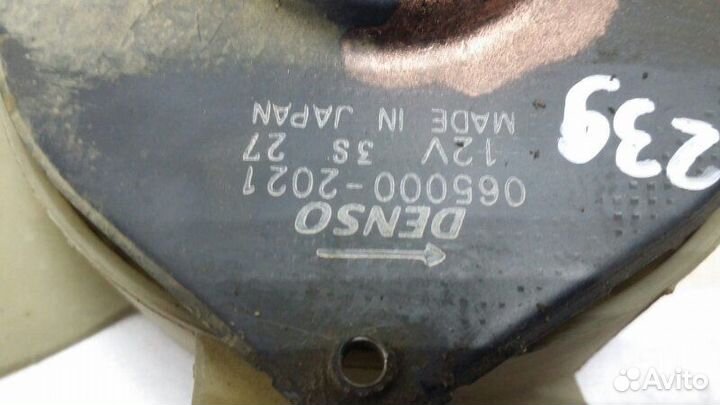 DENSO
065000-2021
12V 3S 27
MADE IN JAPAN
239
Avito